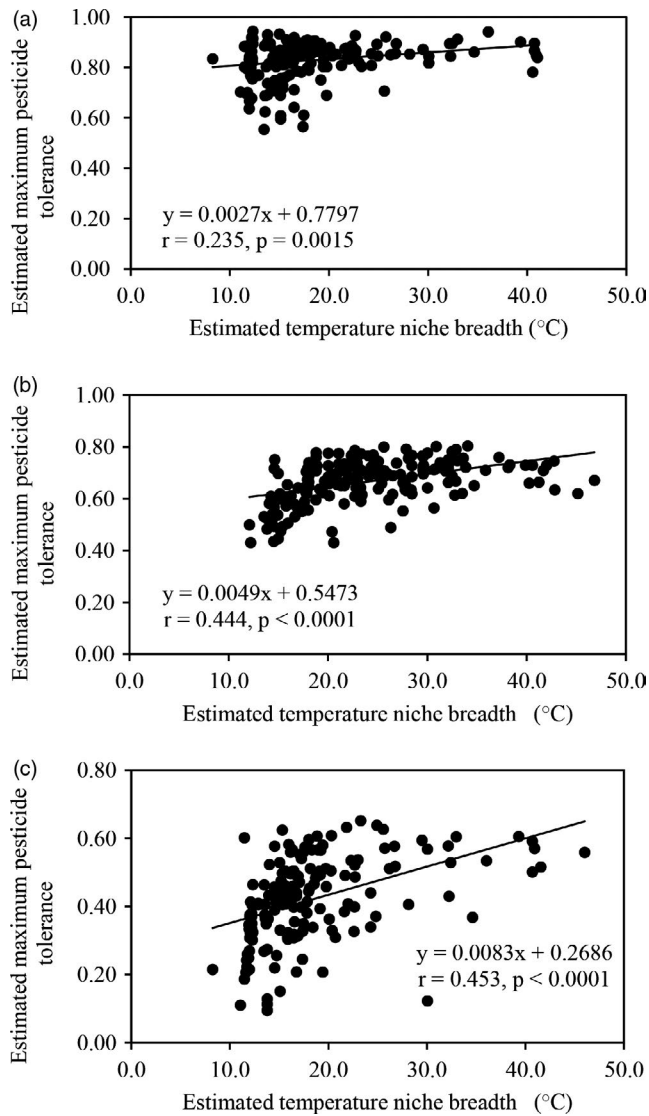 (a)
1.00
0.80
0.60
0.40
0.20
0.00
Estimated maximum pesticide
tolerance
y = 0.0027x + 0.7797
r = 0.235, p = 0.0015
0.0 10.0 20.0 30.0 40.0 50.0
Estimated temperature niche breadth (°C)
(b)
1.00
0.80
0.60
0.40
0.20
0.00
Estimated maximum pesticide
tolerance
y = 0.0049x + 0.5473
r = 0.444, p < 0.0001
0.0 10.0 20.0 30.0 40.0 50.0
Estimated temperature niche breadth (°C)
(c)
0.80
0.60
0.40
0.20
0.00
Estimated maximum pesticide
tolerance
y = 0.0083x + 0.2686
r = 0.453, p < 0.0001
0.0 10.0 20.0 30.0 40.0 50.0
Estimated temperature niche breadth (°C)